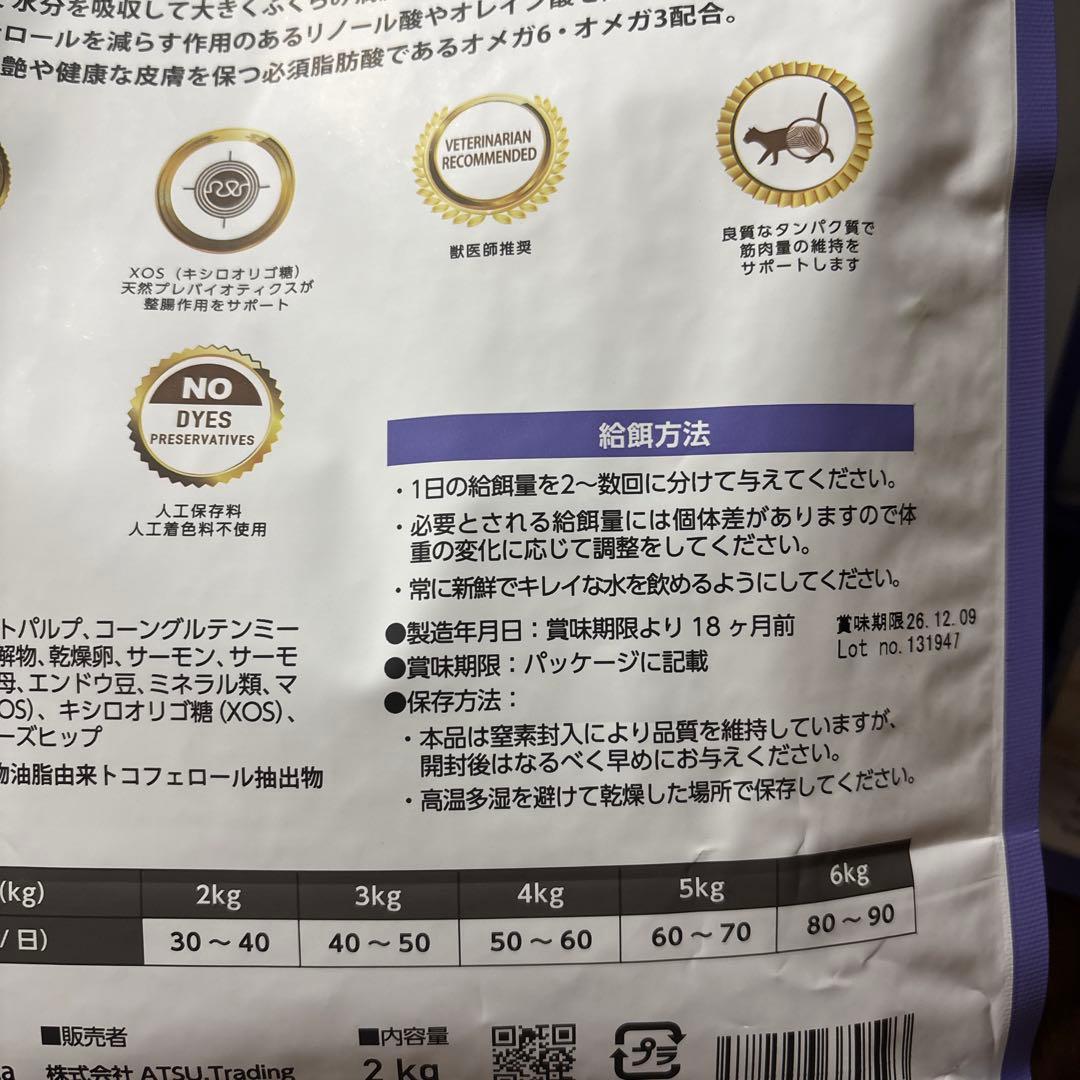 水分を吸収して大きくふくらみ
ロールを減らす作用のあるリノール酸やオレイン酸
艶や健康な皮膚を保つ必須脂肪酸であるオメガ6・オメガ3配合。
XOS（キシロオリゴ糖）
天然プレバイオティクスが
整腸作用をサポート
VETERINARIAN
RECOMMENDED
獣医師推奨
良質なタンパク質で
筋肉量の維持を
サポートします
NO
DYES
PRESERVATIVES
人工保存料
人工着色料不使用
給餌方法
・1日の給餌量を2〜数回に分けて与えてください。
・必要とされる給餌量には個体差がありますので体
重の変化に応じて調整をしてください。
・常に新鮮でキレイな水を飲めるようにしてください。
●製造年月日：賞味期限より 18 ヶ月前
賞味期限26.12.09
Lot no.131947
●賞味期限：パッケージに記載
●保存方法：
・本品は窒素封入により品質を維持していますが、
開封後はなるべく早めにお与えください。
・高温多湿を避けて乾燥した場所で保存してください。
トパルプ、コーングルテンミー
解物、乾燥卵、サーモン、サーモ
母、エンドウ豆、ミネラル類、マ
OS）、キシロオリゴ糖（XOS）、
ーズヒップ
物油脂由来トコフェロール抽出物
(kg) 2kg 3kg 4kg 5kg 6kg
/ 日) 30〜40 40〜50 50〜60 60〜70 80〜90
■販売者
株式会社 ATSU.Trading
■内容量
2 kg
プラ